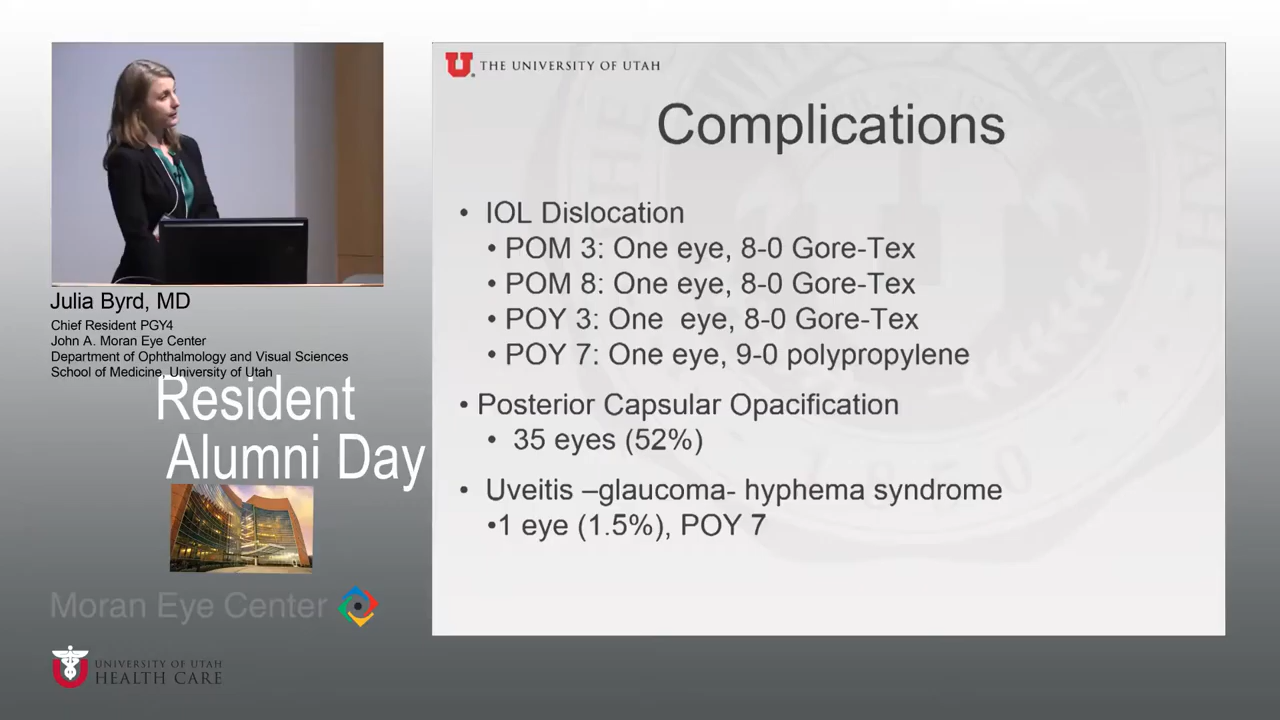 THE UNIVERSITY OF UTAH
Complications
• IOL Dislocation
• POM 3: One eye, 8-0 Gore-Tex
• POM 8: One eye, 8-0 Gore-Tex
• POY 3: One eye, 8-0 Gore-Tex
• POY 7: One eye, 9-0 polypropylene
• Posterior Capsular Opacification
• 35 eyes (52%)
• Uveitis –glaucoma- hyphema syndrome
•1 eye (1.5%), POY 7
Julia Byrd, MD
Chief Resident PGY4
John A. Moran Eye Center
Department of Ophthalmology and Visual Sciences
School of Medicine, University of Utah
Resident
Alumni Day
Moran Eye Center
UNIVERSITY OF UTAH
HEALTH CARE